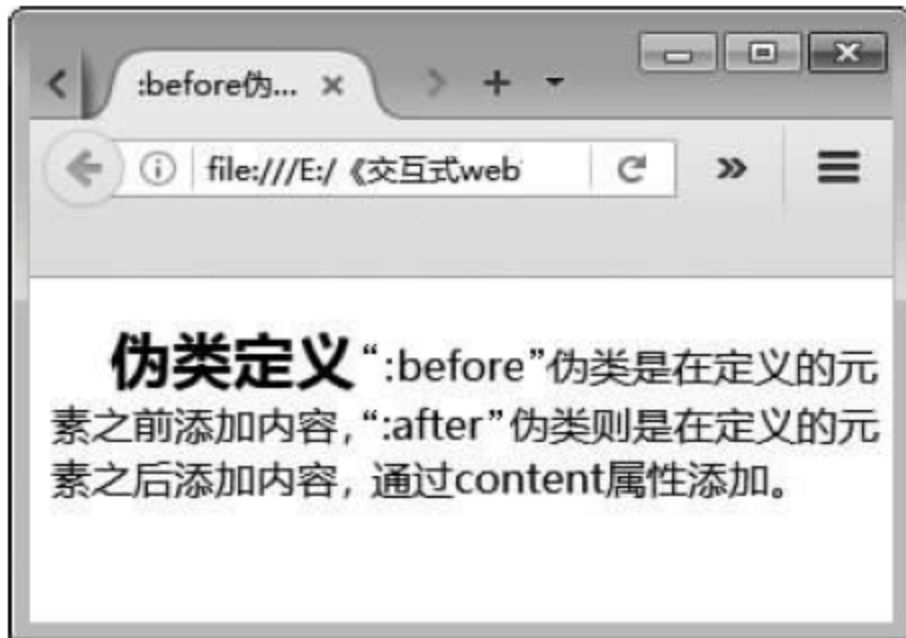 :before伪...
file:///E:/《交互式web
伪类定义“:before”伪类是在定义的元
素之前添加内容,“:after”伪类则是在定义的元
素之后添加内容，通过content属性添加。